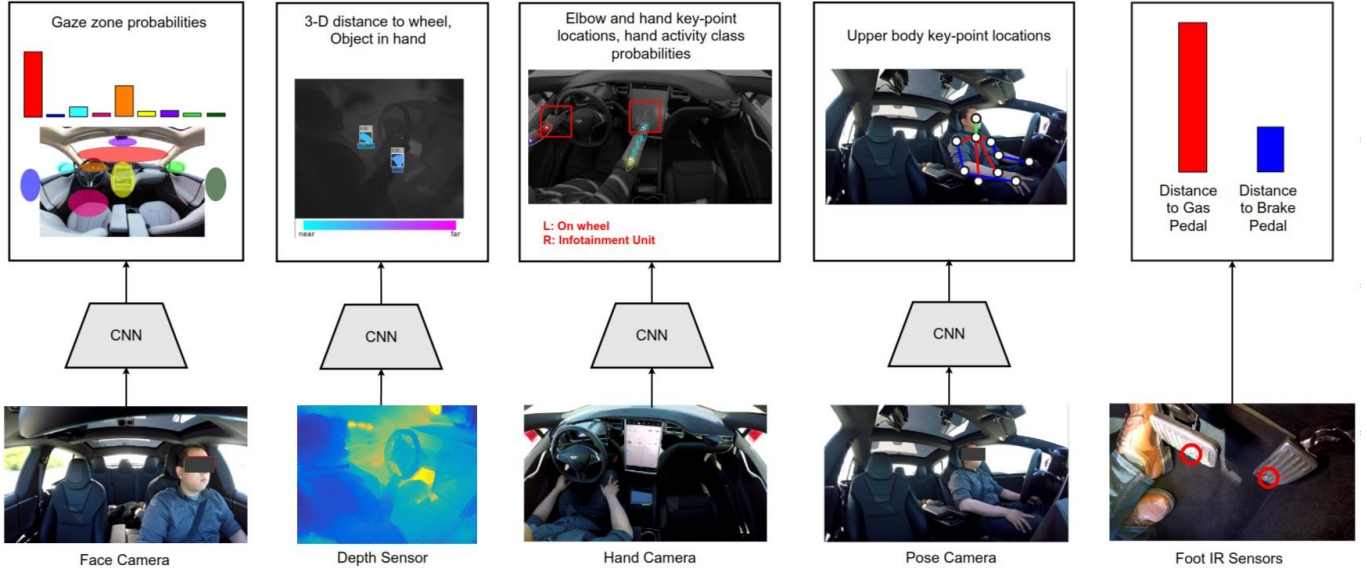 Gaze zone probabilities
3-D distance to wheel,
Object in hand
near
far
Elbow and hand key-point
locations, hand activity class
probabilities
L: On wheel
R: Infotainment Unit
Upper body key-point locations
Distance
to Gas
Pedal
Distance
to Brake
Pedal
CNN
CNN
CNN
CNN
Face Camera
Depth Sensor
Hand Camera
Pose Camera
Foot IR Sensors